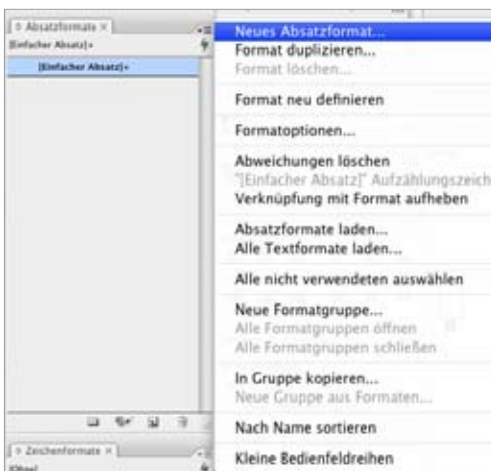 Absatzformate ×
[Einfacher Absatz]+
[Einfacher Absatz]+
Zeichenformate ×
[Ohne]
Neues Absatzformat...
Format duplizieren...
Format löschen...
Format neu definieren
Formatoptionen...
Abweichungen löschen
"[Einfacher Absatz]" Aufzählungszeich
Verknüpfung mit Format aufheben
Absatzformate laden...
Alle Textformate laden...
Alle nicht verwendeten auswählen
Neue Formatgruppe...
Alle Formatgruppen öffnen
Alle Formatgruppen schließen
In Gruppe kopieren...
Neue Gruppe aus Formaten...
Nach Name sortieren
Kleine Bedienfeldreihen